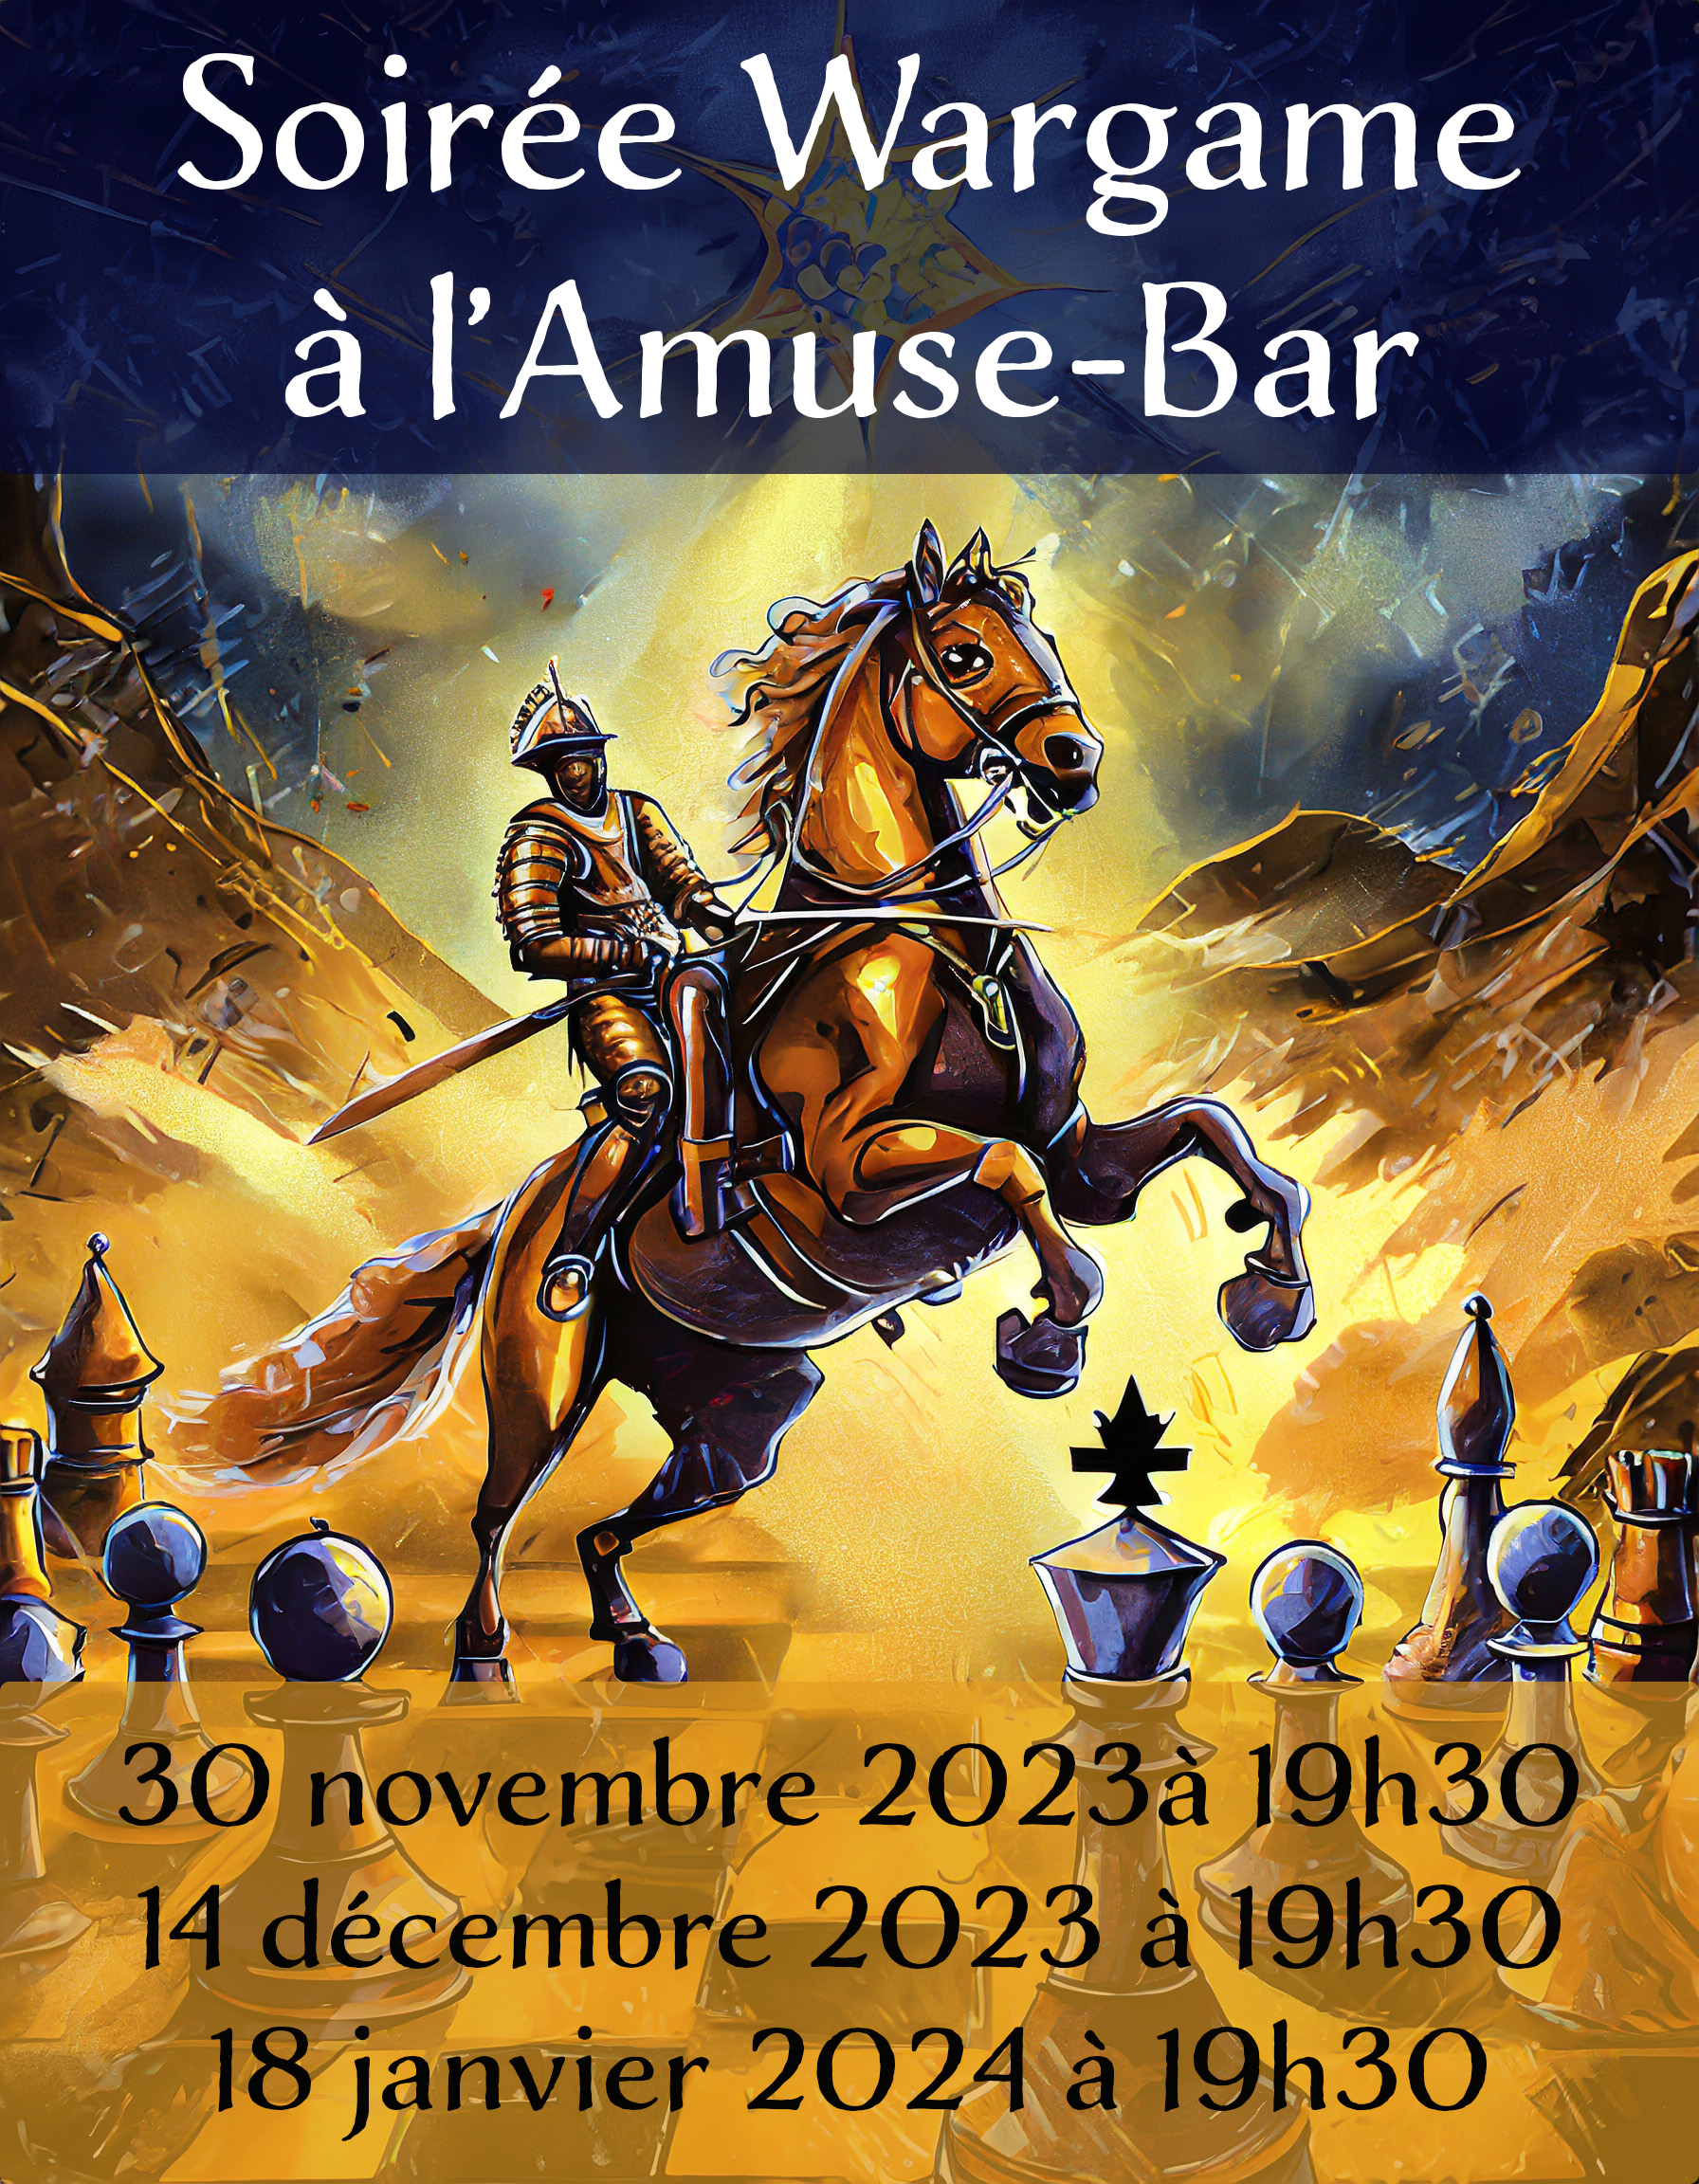 Soirée Wargame
à l’Amuse-Bar
30 novembre 2023à 19h30
14 décembre 2023 à 19h30
18 janvier 2024 à 19h30